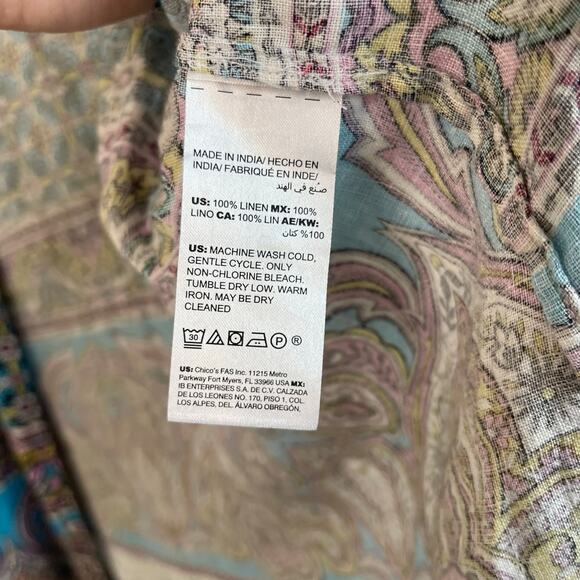 MADE IN INDIA/ HECHO EN
INDIA/ FABRIQUÉ EN INDE/
صنع في الهند
US: 100% LINEN MX: 100%
LINO CA: 100% LIN AE/KW:
100% كتان
US: MACHINE WASH COLD,
GENTLE CYCLE. ONLY
NON-CHLORINE BLEACH.
TUMBLE DRY LOW. WARM
IRON. MAY BE DRY
CLEANED
30 P ®
US: Chico's FAS Inc. 11215 Metro
Parkway Fort Myers, FL 33966 USA MX:
IB ENTERPRISES S.A. DE C.V. CALZADA
DE LOS LEONES NO. 170, PISO 1, COL.
LOS ALPES, DEL. ÁLVARO OBREGÓN,